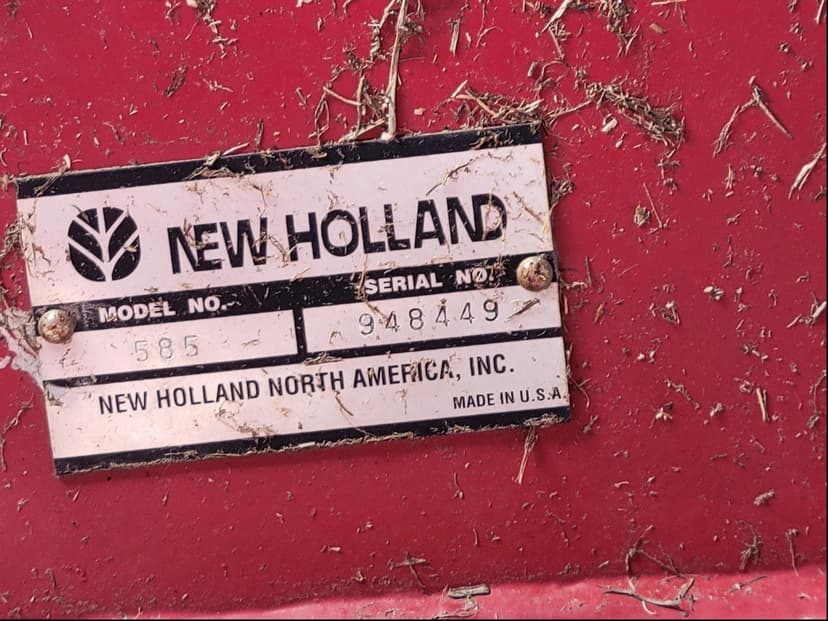 NEW HOLLAND
MODEL NO. SERIAL NO.
585 948449
NEW HOLLAND NORTH AMERICA, INC.
MADE IN U.S.A.